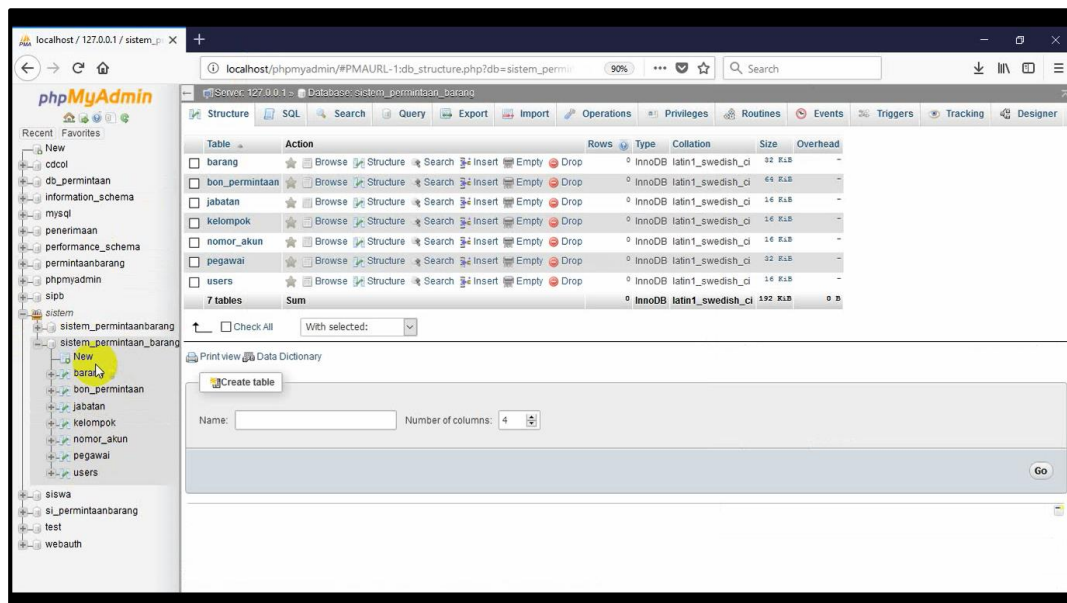 localhost / 127.0.0.1 / sistem_p
localhost/phpmyadmin/#PMAURL-1:db_structure.php?db=sistem_permin
90%
Search
phpMyAdmin
Recent Favorites
New
cdcol
db_permintaan
information_schema
mysql
penerimaan
performance_schema
permintaanbarang
phpmyadmin
sipb
sistem
sistem_permintaanbarang
sistem_permintaan_barang
New
barang
bon_permintaan
jabatan
kelompok
nomor_akun
pegawai
users
siswa
si_permintaanbarang
test
webauth
Server: 127.0.0.1 » Database: sistem_permintaan_barang
Structure SQL Search Query Export Import Operations Privileges Routines Events Triggers Tracking Designer
Table Action Rows Type Collation Size Overhead
barang Browse Structure Search Insert Empty Drop 0 InnoDB latin1_swedish_ci 32 KiB -
bon_permintaan Browse Structure Search Insert Empty Drop 0 InnoDB latin1_swedish_ci 64 KiB -
jabatan Browse Structure Search Insert Empty Drop 0 InnoDB latin1_swedish_ci 16 KiB -
kelompok Browse Structure Search Insert Empty Drop 0 InnoDB latin1_swedish_ci 16 KiB -
nomor_akun Browse Structure Search Insert Empty Drop 0 InnoDB latin1_swedish_ci 16 KiB -
pegawai Browse Structure Search Insert Empty Drop 0 InnoDB latin1_swedish_ci 32 KiB -
users Browse Structure Search Insert Empty Drop 0 InnoDB latin1_swedish_ci 16 KiB -
7 tables Sum 0 InnoDB latin1_swedish_ci 192 KiB 0 B
Check All With selected:
Print view Data Dictionary
Create table
Name: Number of columns: 4
Go